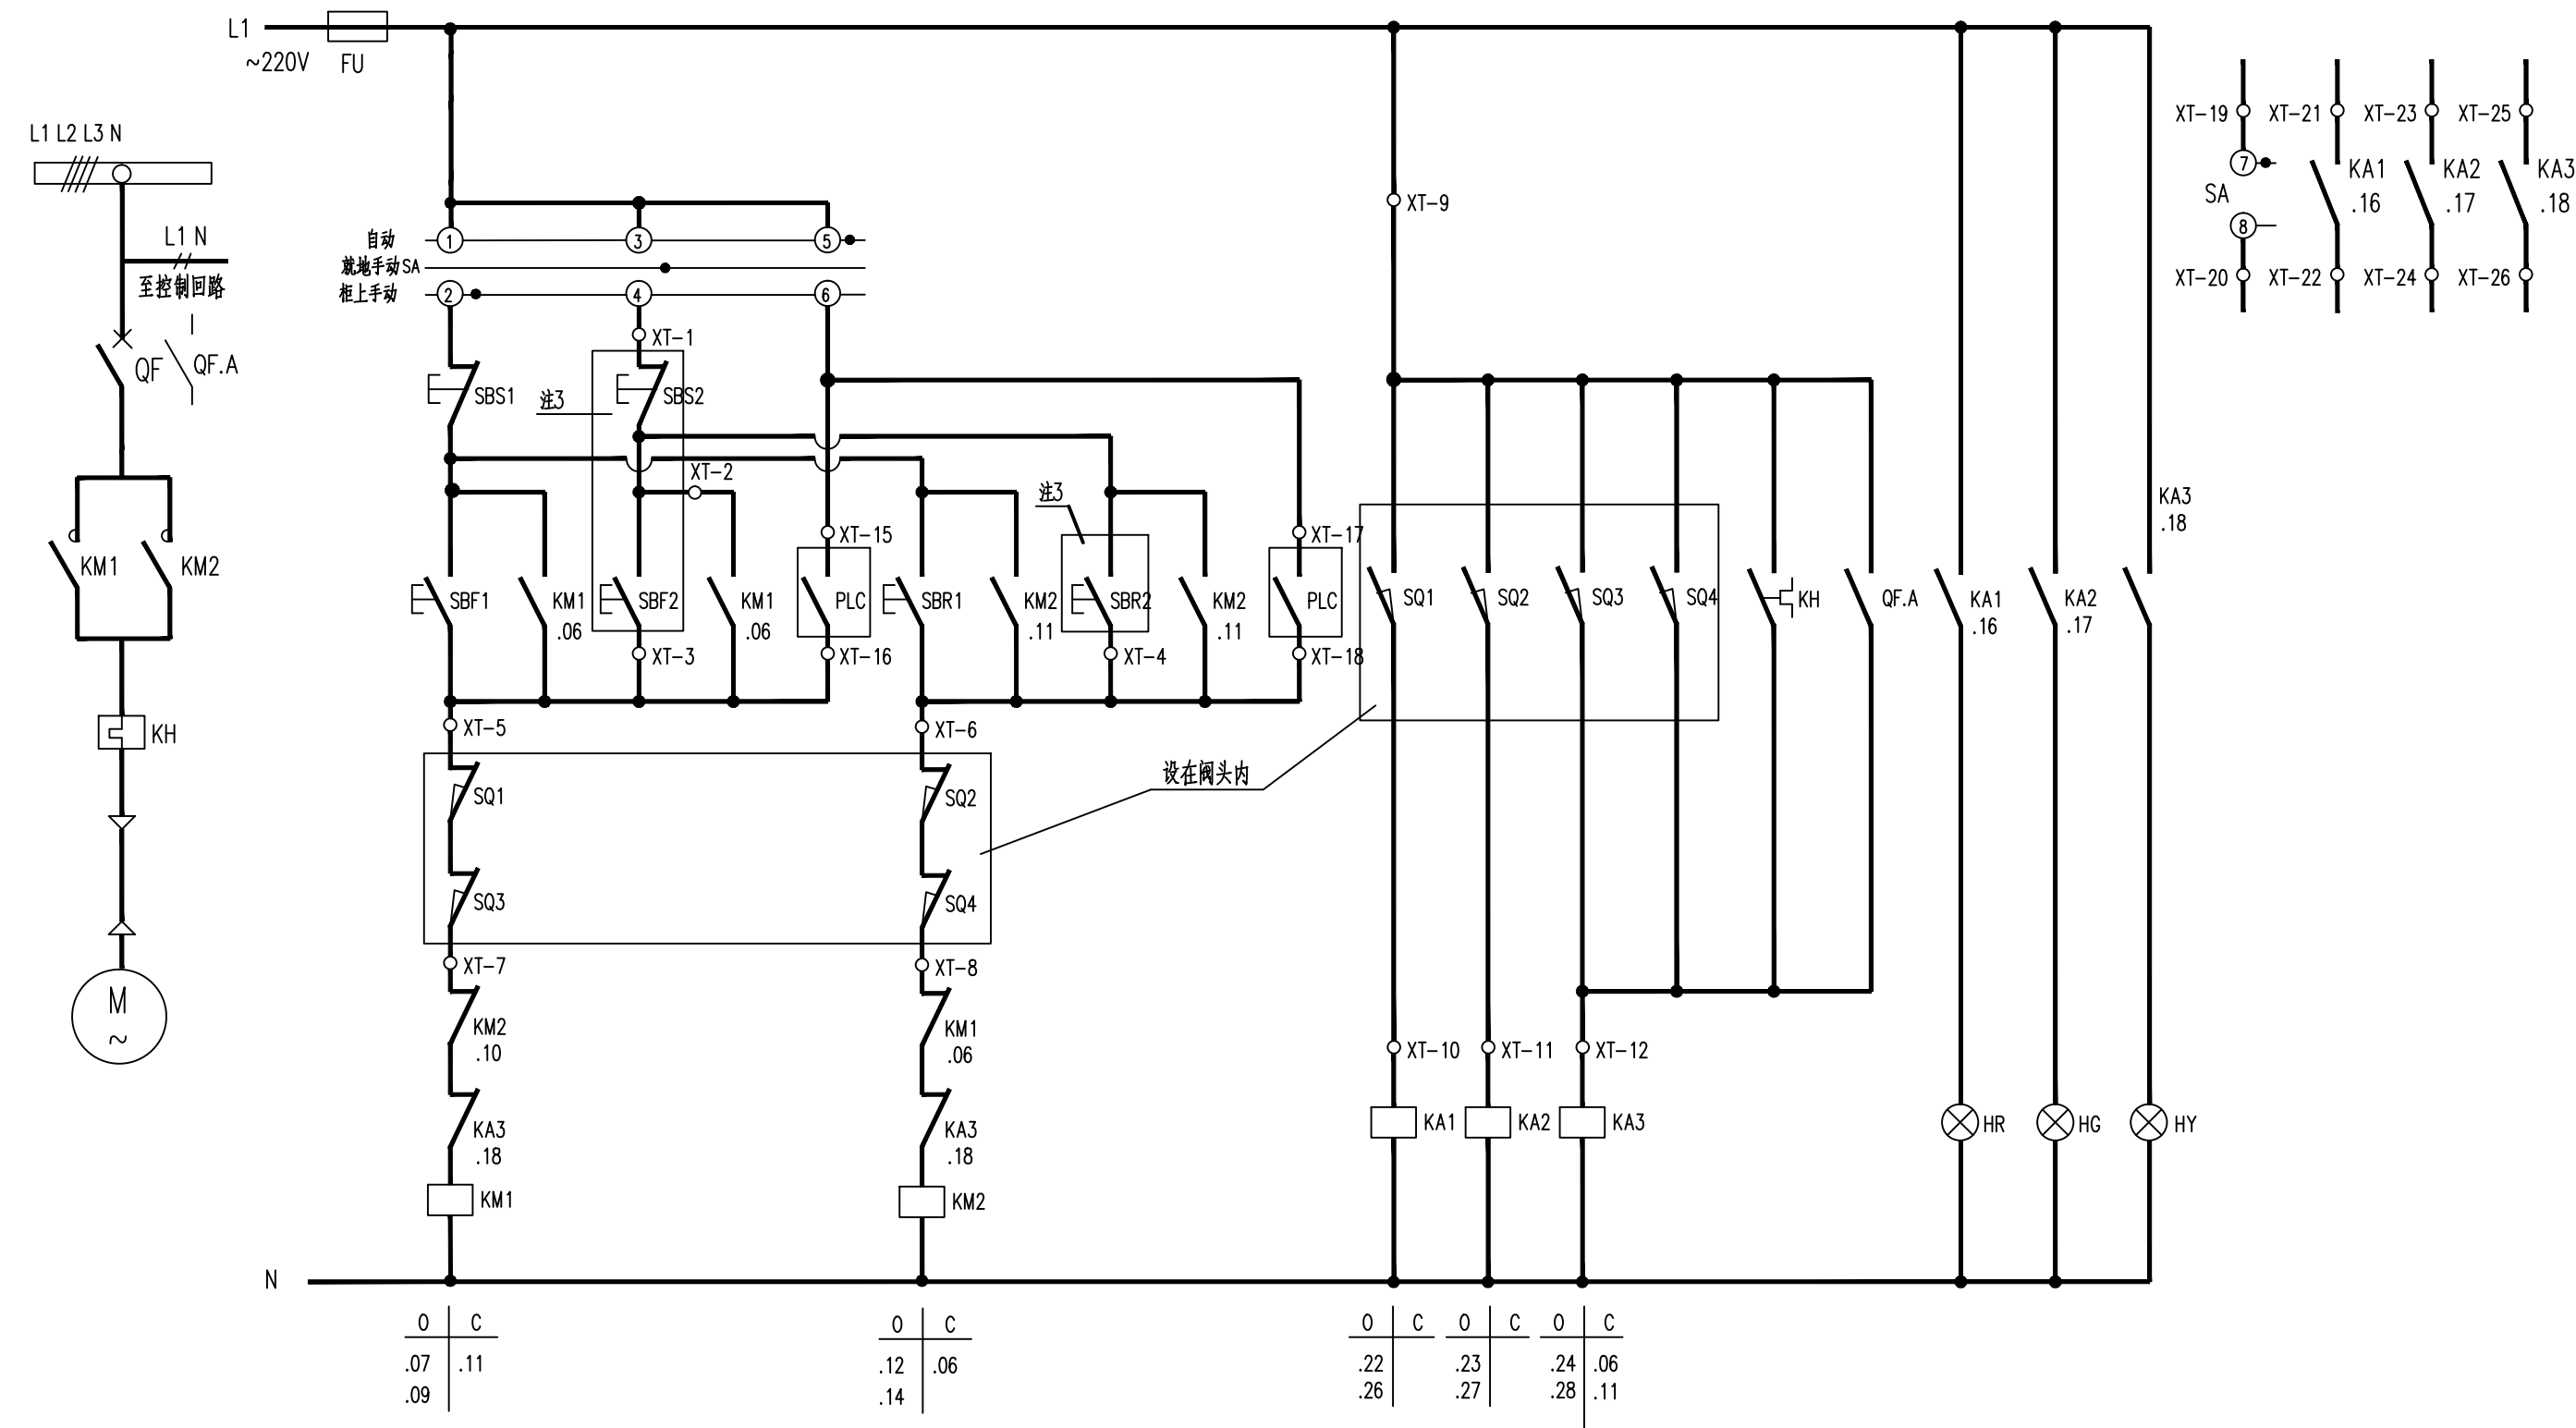 L1
~220V
FU
L1 L2 L3 N
L1 N
至控制回路
QF
QF.A
KM1
KM2
KH
M
~
自动
就地手动 SA
柜上手动
1
3
5
2
4
6
XT-1
SBS1
SBS2
注3
XT-2
注3
XT-15
XT-17
SBF1
KM1
.06
SBF2
KM1
.06
PLC
SBR1
KM2
.11
SBR2
KM2
.11
PLC
XT-3
XT-16
XT-4
XT-18
XT-5
XT-6
设在阀头内
SQ1
SQ2
SQ3
SQ4
XT-7
XT-8
KM2
.10
KM1
.06
KA3
.18
KA3
.18
KM1
KM2
N
XT-9
SQ1
SQ2
SQ3
SQ4
KH
QF.A
KA1
.16
KA2
.17
KA3
.18
XT-10
XT-11
XT-12
KA1
KA2
KA3
HR
HG
HY
XT-19
XT-21
XT-23
XT-25
7
SA
8
KA1
.16
KA2
.17
KA3
.18
XT-20
XT-22
XT-24
XT-26
O C
.07 .11
.09
O C
.12 .06
.14
O C
.22
.26
O C
.23
.27
O C
.24 .06
.28 .11